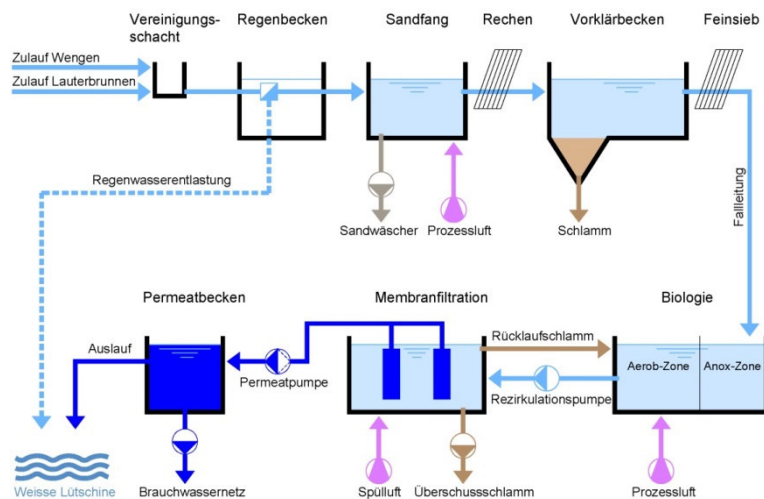 Vereinigungs-
schacht
Regenbecken
Sandfang
Rechen
Vorklärbecken
Feinsieb
Zulauf Wengen
Zulauf Lauterbrunnen
Regenwasserentlastung
Sandwäscher
Prozessluft
Schlamm
Fallleitung
Permeatbecken
Membranfiltration
Biologie
Auslauf
Permeatpumpe
Rücklaufschlamm
Rezirkulationspumpe
Aerob-Zone
Anox-Zone
Weisse Lütschine
Brauchwassernetz
Spülluft
Überschussschlamm
Prozessluft